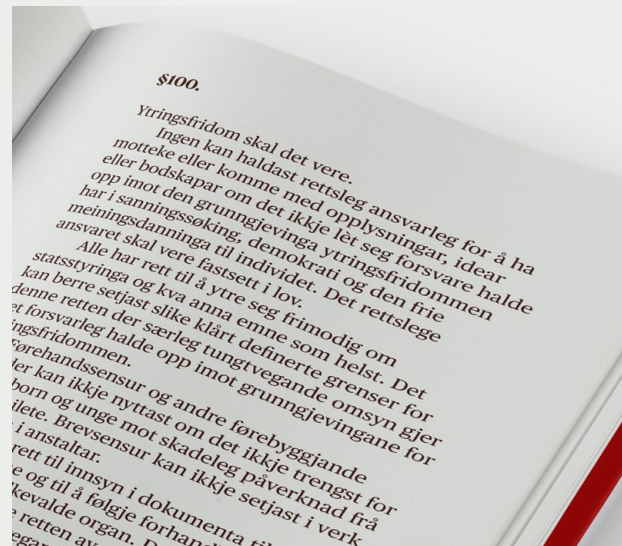 §100.
Ytringsfridom skal det vere.
Ingen kan haldast rettsleg ansvarleg for å ha
motteke eller komme med opplysningar, idear
eller bodskapar om det ikkje lèt seg forsvare halde
opp imot den grunngjevinga ytringsfridommen
har i sanningssøking, demokrati og den frie
meiningsdanninga til individet. Det rettslege
ansvaret skal vere fastsett i lov.
Alle har rett til å ytre seg frimodig om
statsstyringa og kva anna emne som helst. Det
kan berre setjast slike klårt definerte grenser for
denne retten der særleg tungtvegande omsyn gjer
forsvarleg halde opp imot grunngjevingane for
ingsfridommen.
førehandssensur og andre førebyggjande
kan ikkje nyttast om det ikkje trengst for
born og unge mot skadeleg påverknad frå
ilete. Brevsensur kan ikkje setjast i verk
i anstaltar.
rett til innsyn i dokumenta
og til å følgje
kevalde organ.
retten